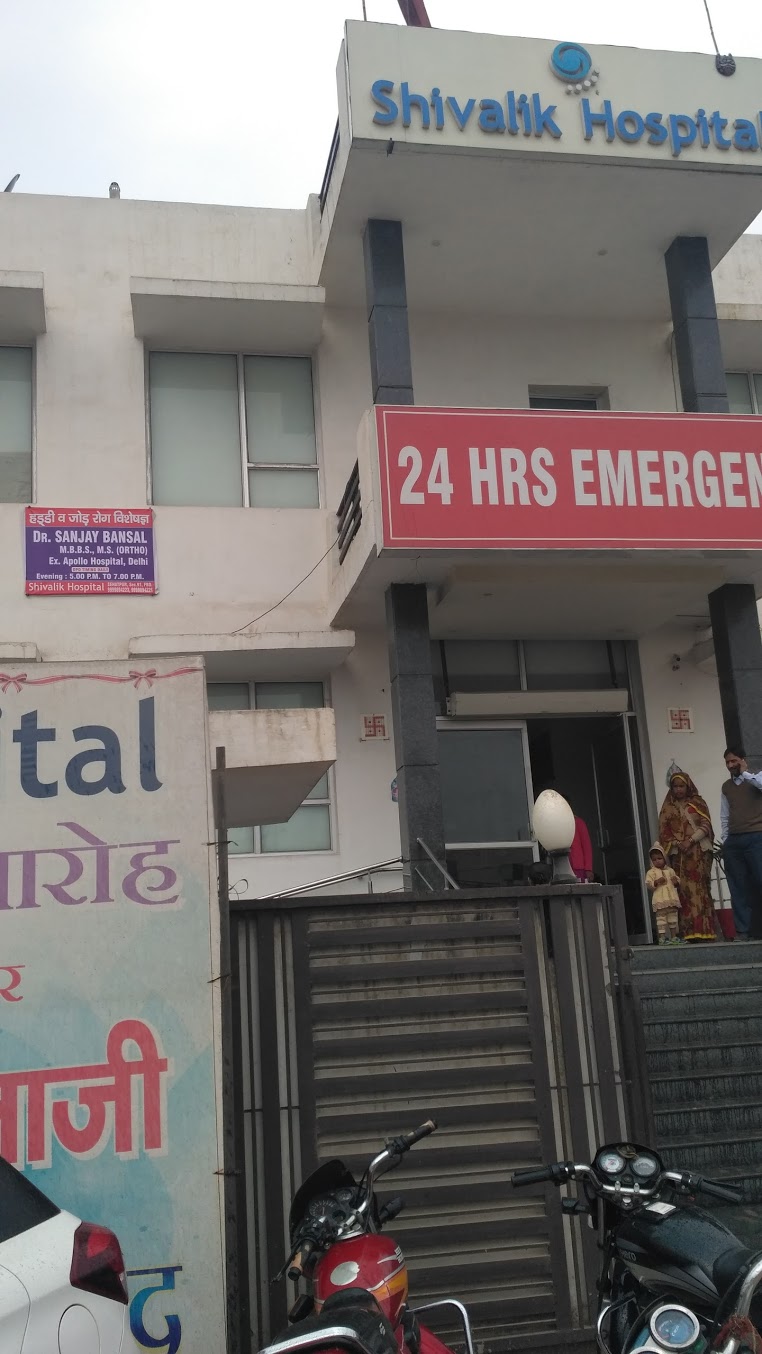 Shivalik Hospital
24 HRS EMERGEN
हड्डी व जोड़ रोग विशेषज्ञ
DR. SANJAY BANSAL
M.B.B.S., M.S. (ORTHO)
Ex. Apollo Hospital, Delhi
Evening : 5.00 P.M. TO 7.00 P.M.
Shivalik Hospital
ital
ारोह
र
ाजी
द